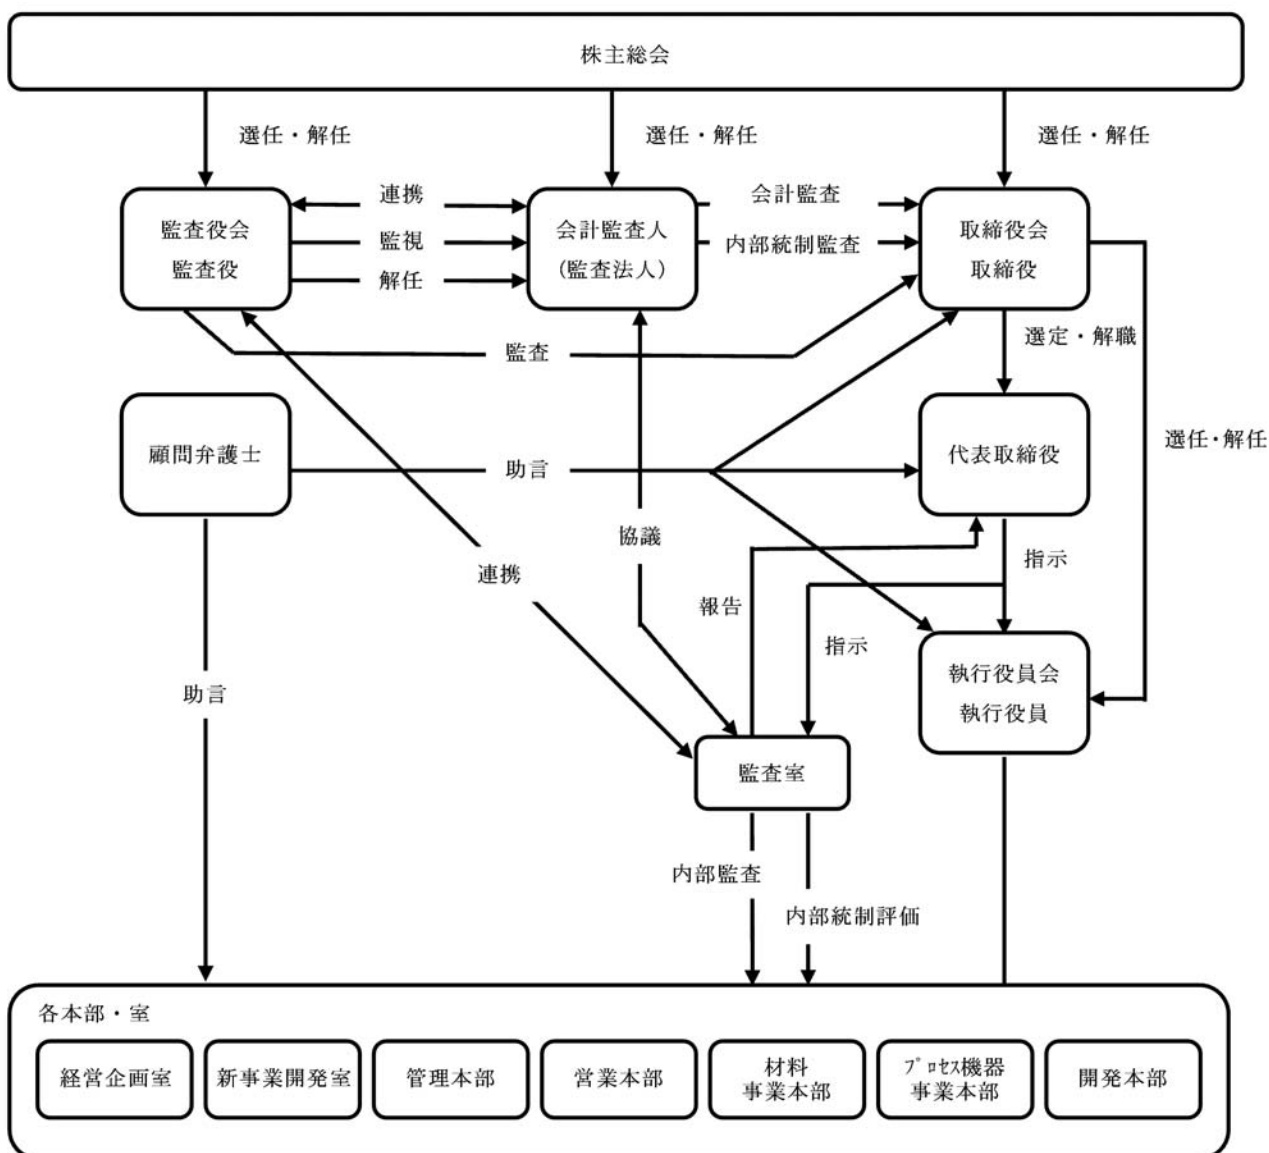 株主総会
選任・解任
選任・解任
選任・解任
監査役会
監査役
連携
監視
解任
会計監査人
（監査法人）
会計監査
内部統制監査
取締役会
取締役
監査
選定・解職
顧問弁護士
助言
代表取締役
選任・解任
協議
連携
報告
指示
指示
執行役員会
執行役員
助言
監査室
内部監査
内部統制評価
各本部・室
経営企画室
新事業開発室
管理本部
営業本部
材料
事業本部
ﾌﾟﾛｾｽ機器
事業本部
開発本部